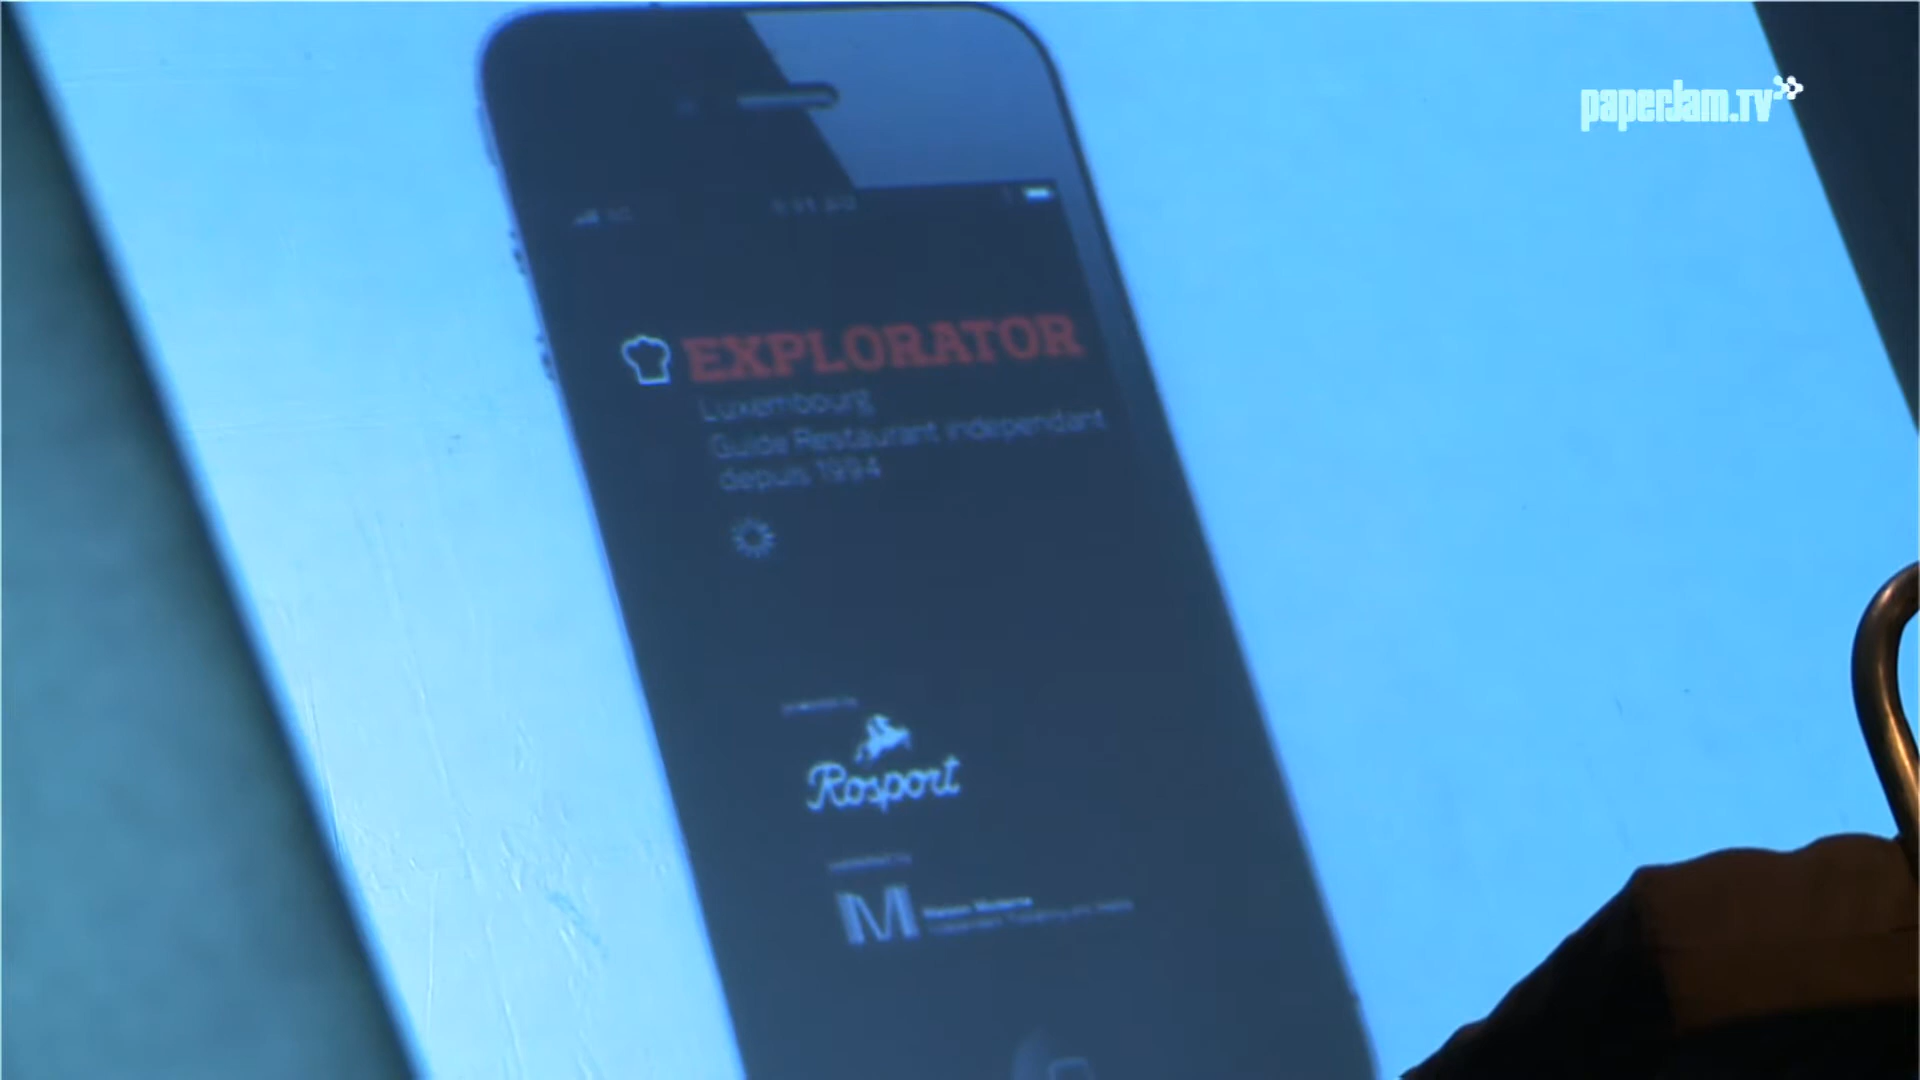 paperJam.TV
EXPLORATOR
Luxembourg
Guide Restaurant indépendant
depuis 1994
Rosport
M